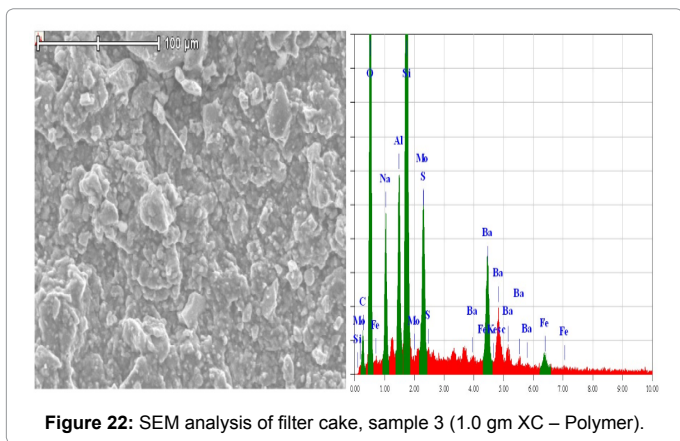 100 µm
O
Si
Al
Mo
S
Na
Ba
Ba
Ba
C
Mo
Si
Fe
Mo
S
Ba
Ba
Ba
Fe
Fe
Fe
0.00 1.00 2.00 3.00 4.00 5.00 6.00 7.00 8.00 9.00 10.00
Figure 22: SEM analysis of filter cake, sample 3 (1.0 gm XC – Polymer).